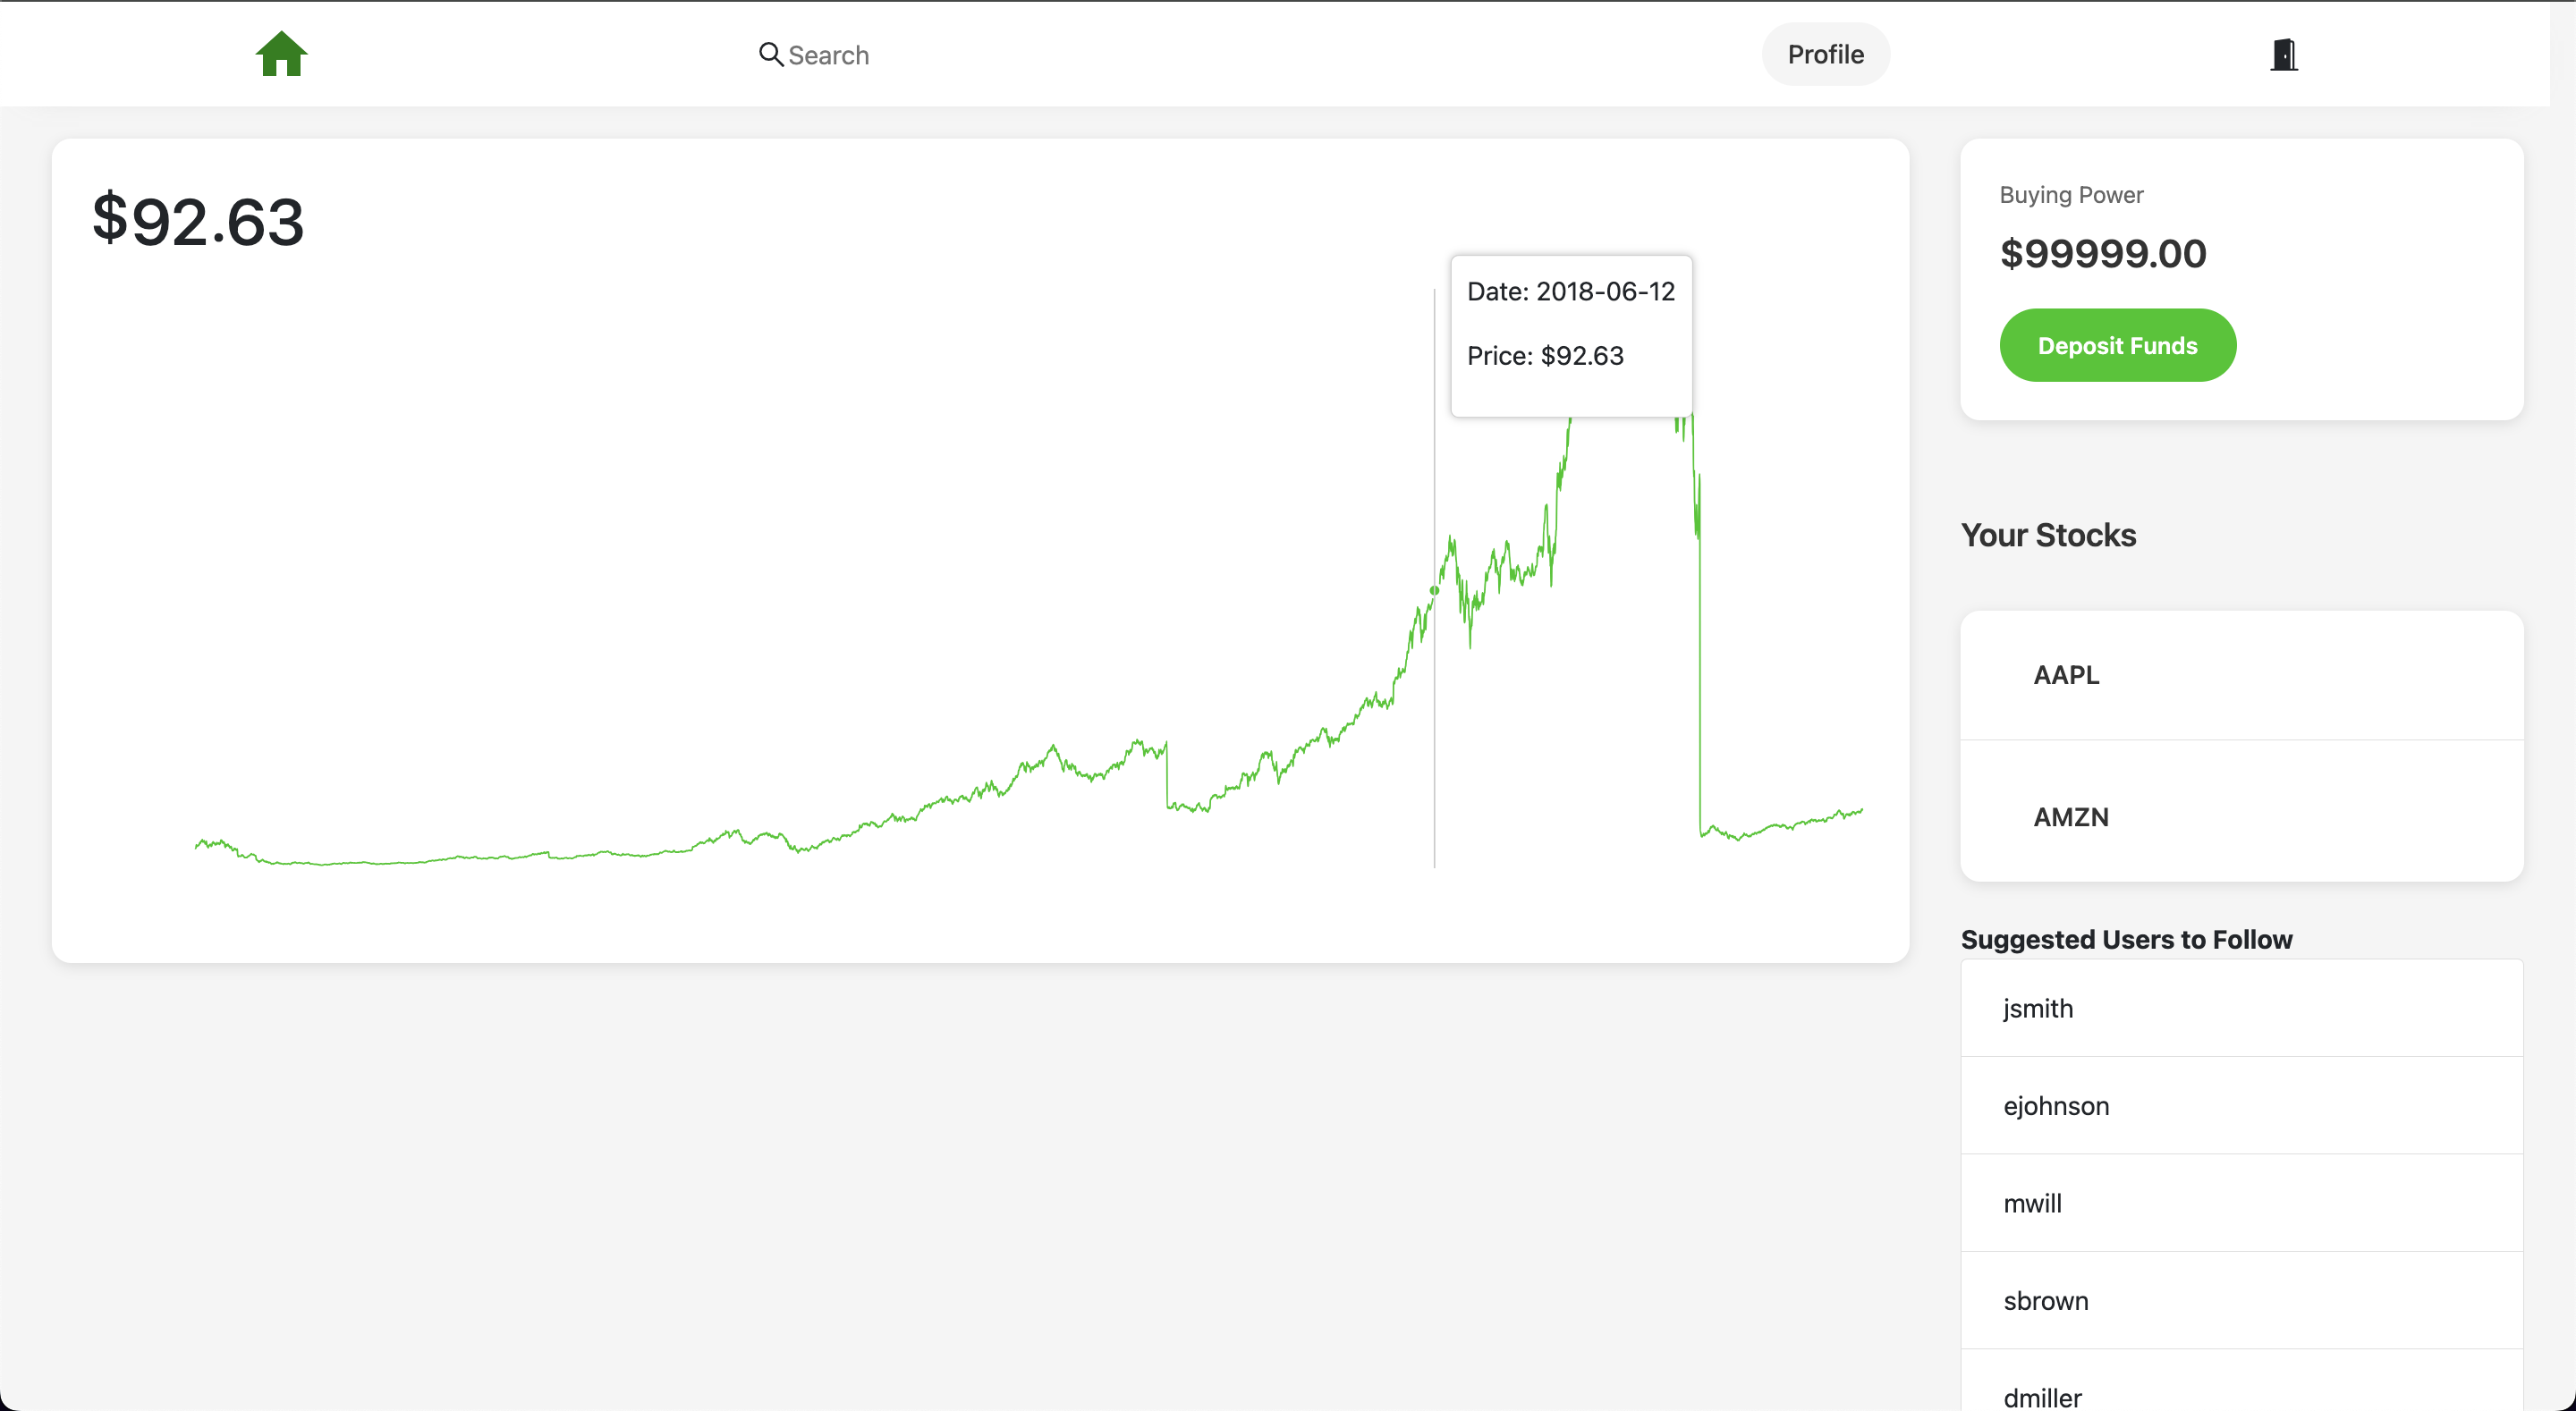 Search
Profile
$92.63
Date: 2018-06-12
Price: $92.63
Buying Power
$99999.00
Deposit Funds
Your Stocks
AAPL
AMZN
Suggested Users to Follow
jsmith
ejohnson
mwill
sbrown
dmiller